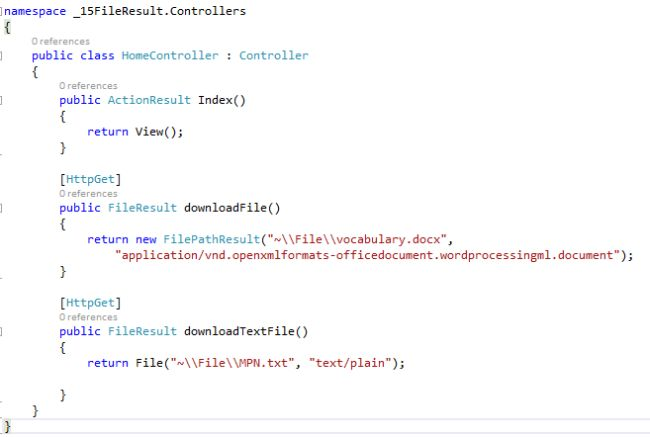 namespace _15FileResult.Controllers
{
0 references
public class HomeController : Controller
{
0 references
public ActionResult Index()
{
return View();
}
[HttpGet]
0 references
public FileResult downloadFile()
{
return new FilePathResult("~\\File\\vocabulary.docx",
"application/vnd.openxmlformats-officedocument.wordprocessingml.document");
}
[HttpGet]
0 references
public FileResult downloadTextFile()
{
return File("~\\File\\MPN.txt", "text/plain");
}
}
}